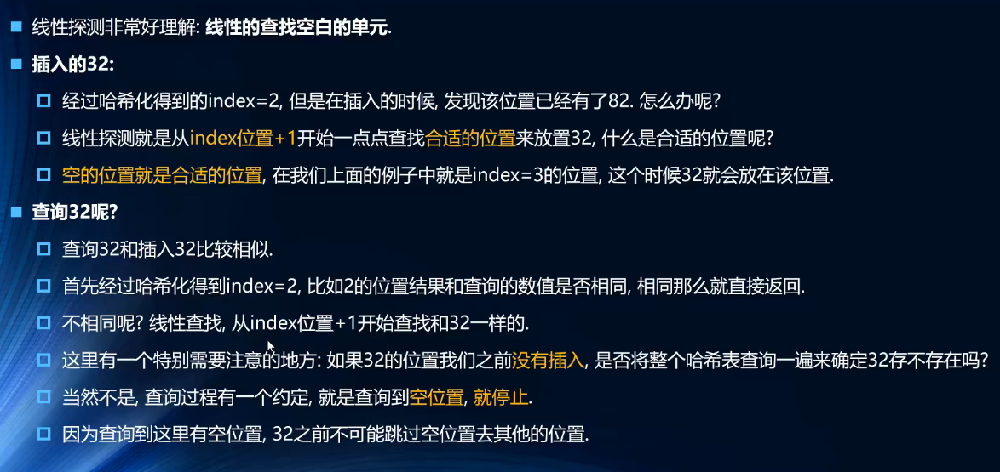 线性探测非常好理解: 线性的查找空白的单元.
插入的32:
经过哈希化得到的index=2, 但是在插入的时候, 发现该位置已经有了82. 怎么办呢?
线性探测就是从index位置+1开始一点点查找合适的位置来放置32, 什么是合适的位置呢?
空的位置就是合适的位置, 在我们上面的例子中就是index=3的位置, 这个时候32就会放在该位置.
查询32呢?
查询32和插入32比较相似.
首先经过哈希化得到index=2, 比如2的位置结果和查询的数值是否相同, 相同那么就直接返回.
不相同呢? 线性查找, 从index位置+1开始查找和32一样的.
这里有一个特别需要注意的地方: 如果32的位置我们之前没有插入, 是否将整个哈希表查询一遍来确定32存不存在吗?
当然不是, 查询过程有一个约定, 就是查询到空位置, 就停止.
因为查询到这里有空位置, 32之前不可能跳过空位置去其他的位置.